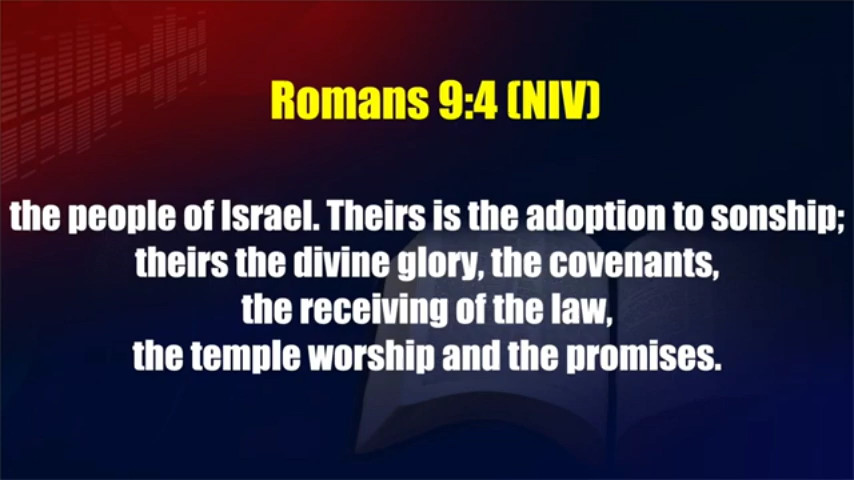 Romans 9:4 (NIV)
the people of Israel. Theirs is the adoption to sonship;
theirs the divine glory, the covenants,
the receiving of the law,
the temple worship and the promises.